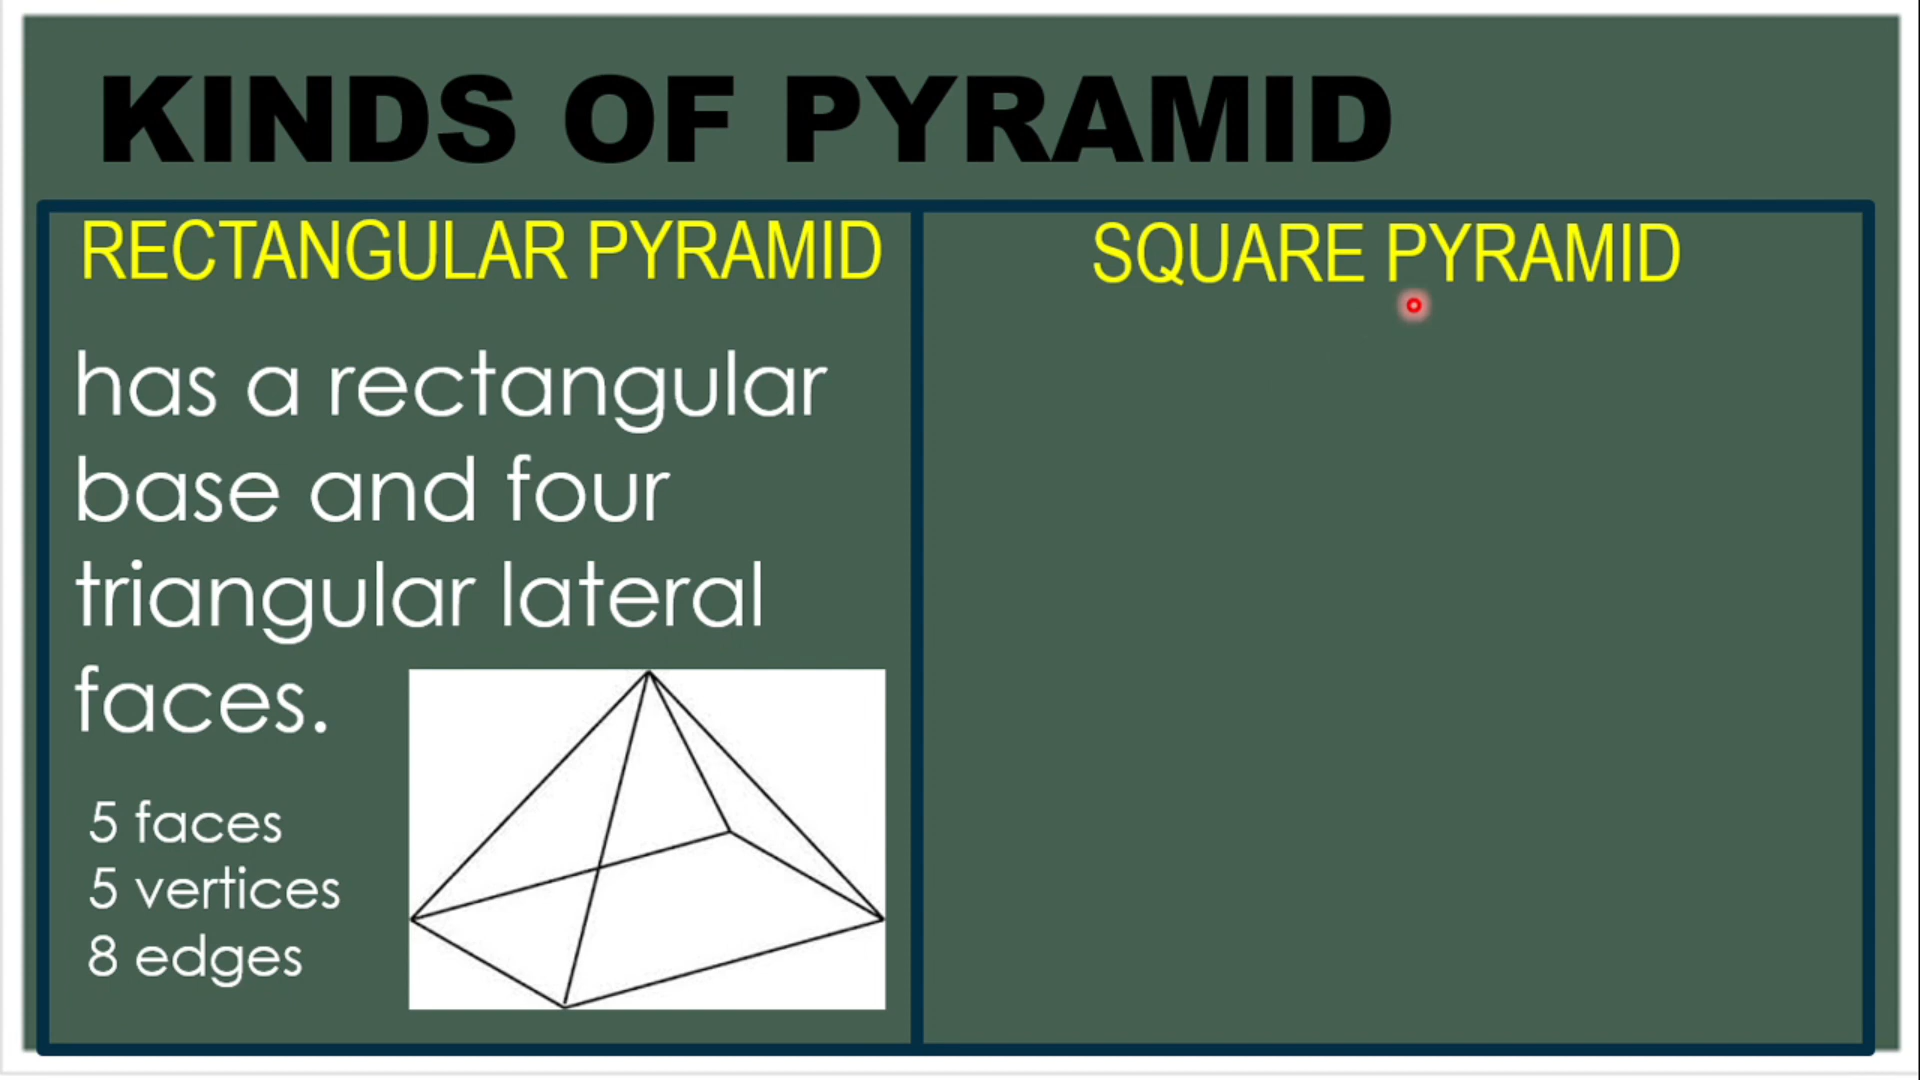 KINDS OF PYRAMID
RECTANGULAR PYRAMID
has a rectangular
base and four
triangular lateral
faces.
5 faces
5 vertices
8 edges
SQUARE PYRAMID